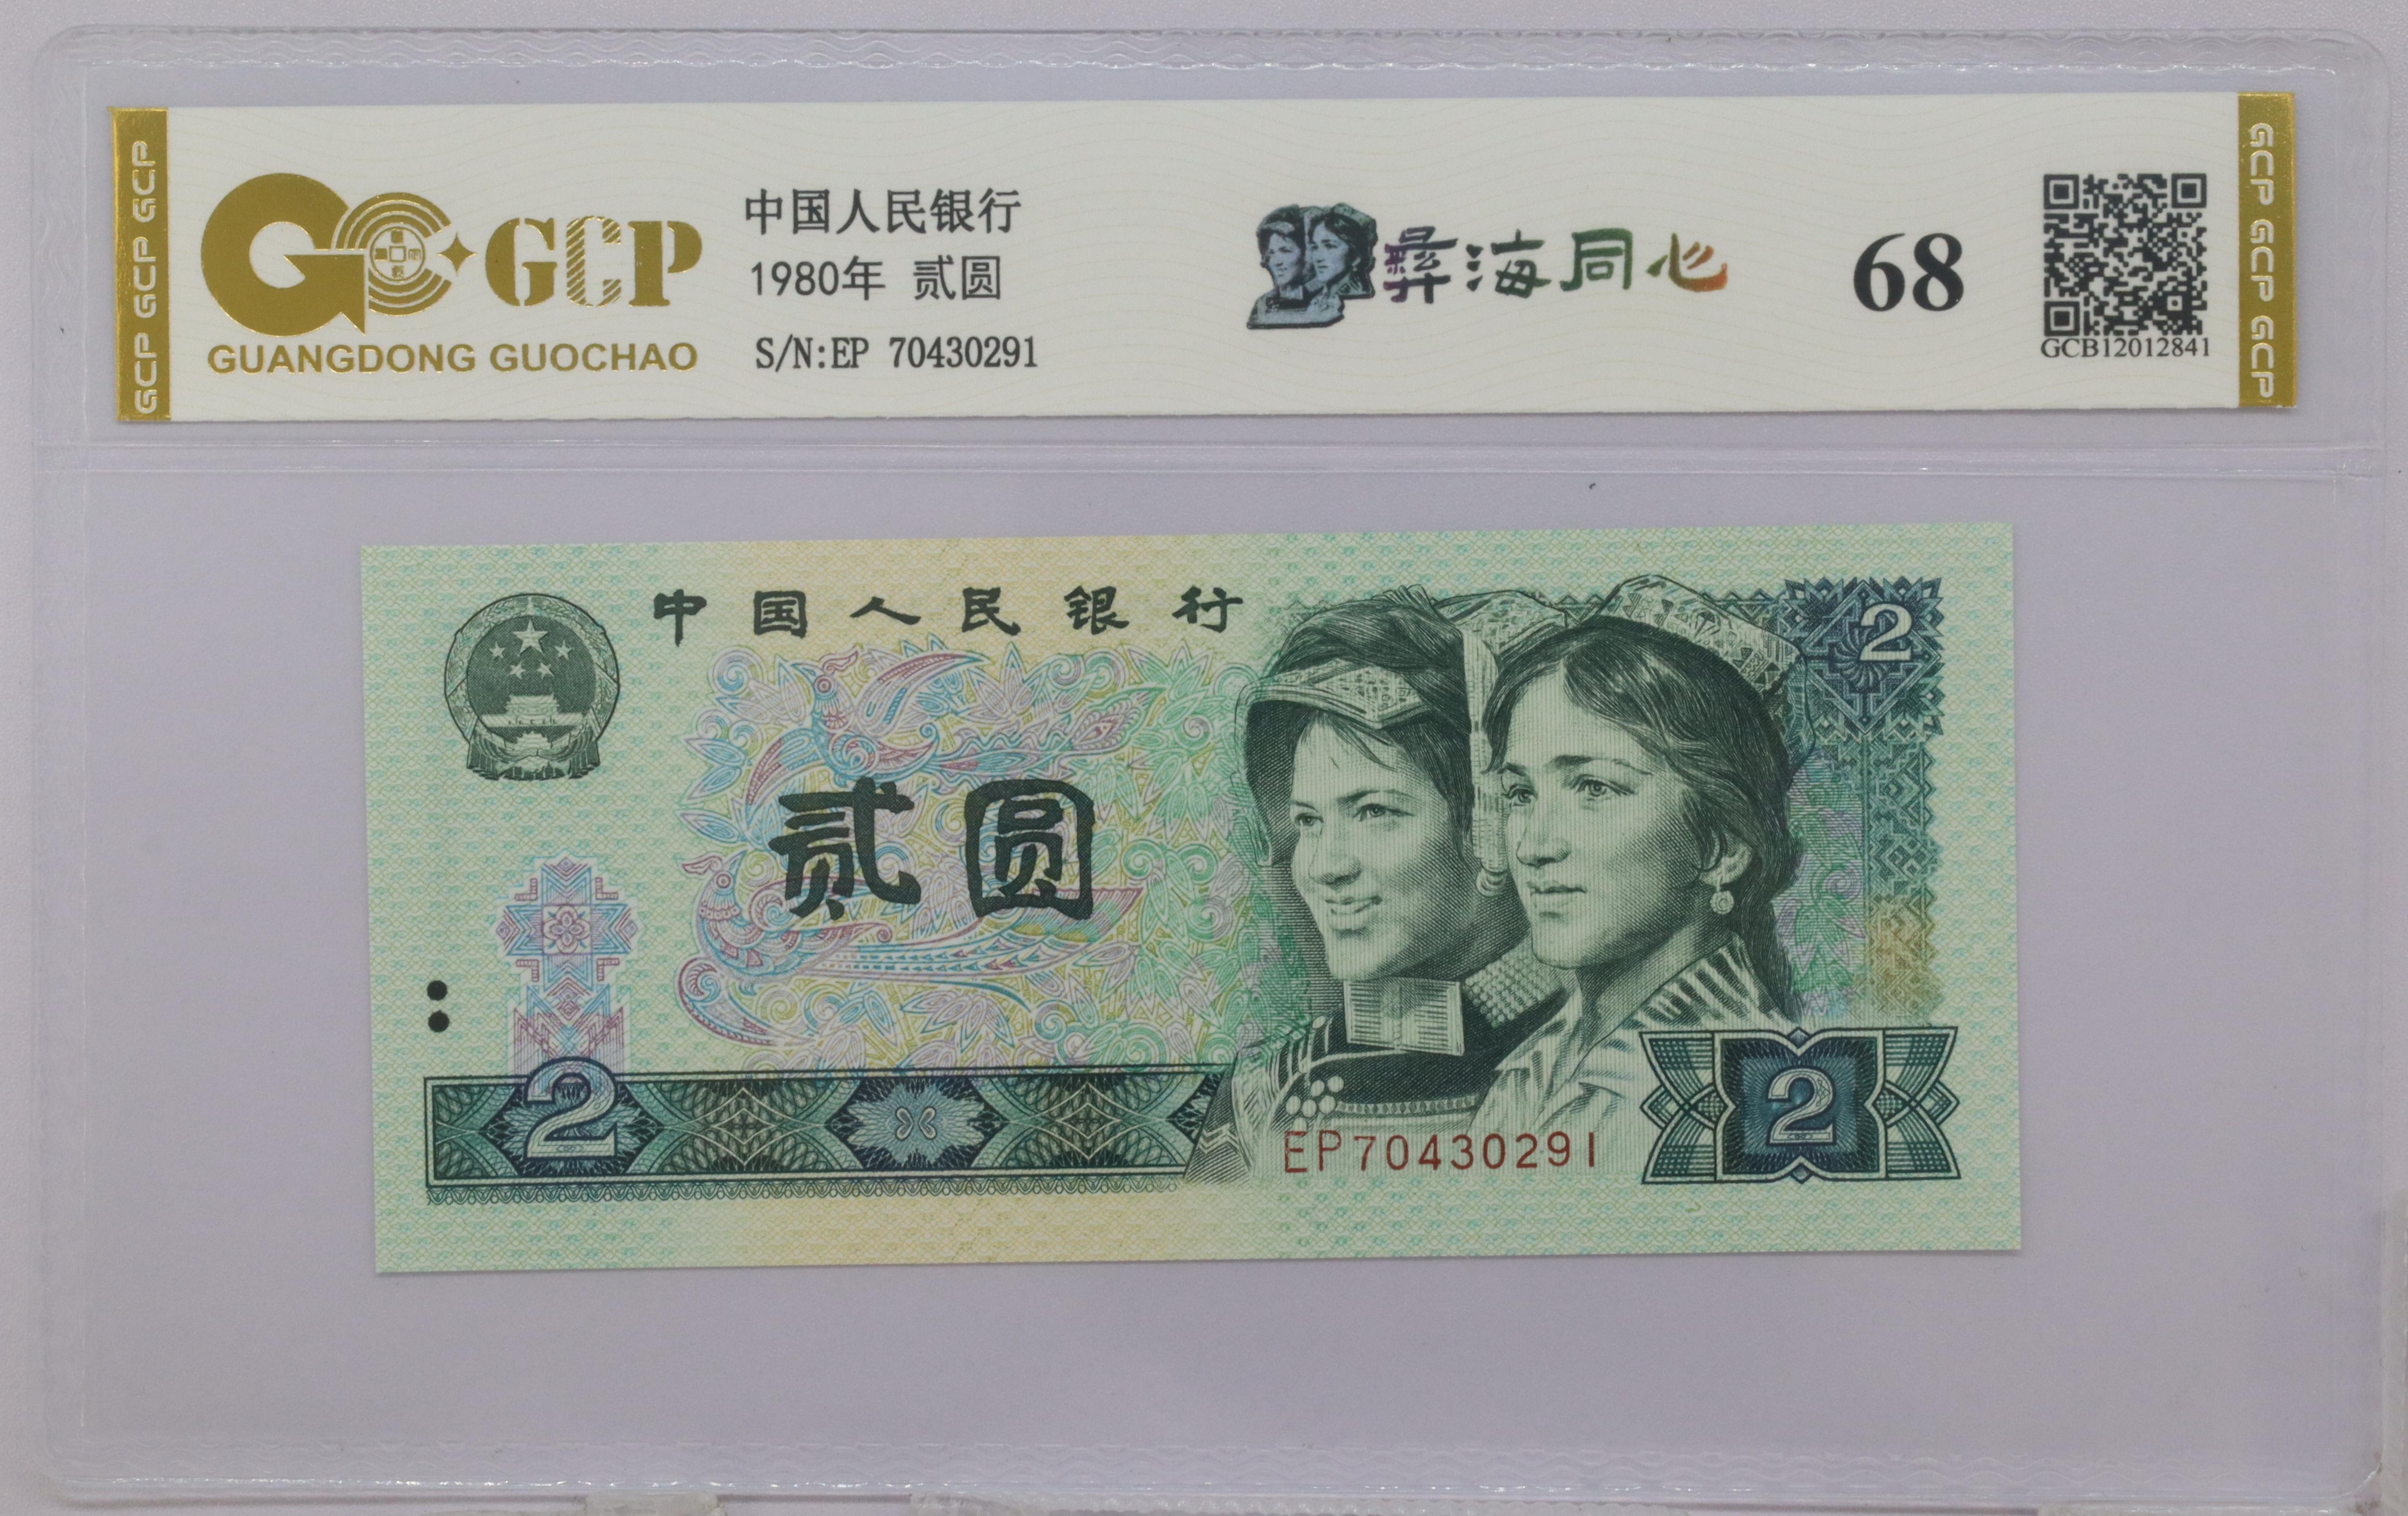 GCP GCP GCP
GCP
GUANGDONG GUOCHAO
中国人民银行
1980年 贰圆
S/N:EP 70430291
彝海同心
68
GCB12012841
GCP GCP GCP
中国人民银行
2
贰圆
2
EP70430291
2